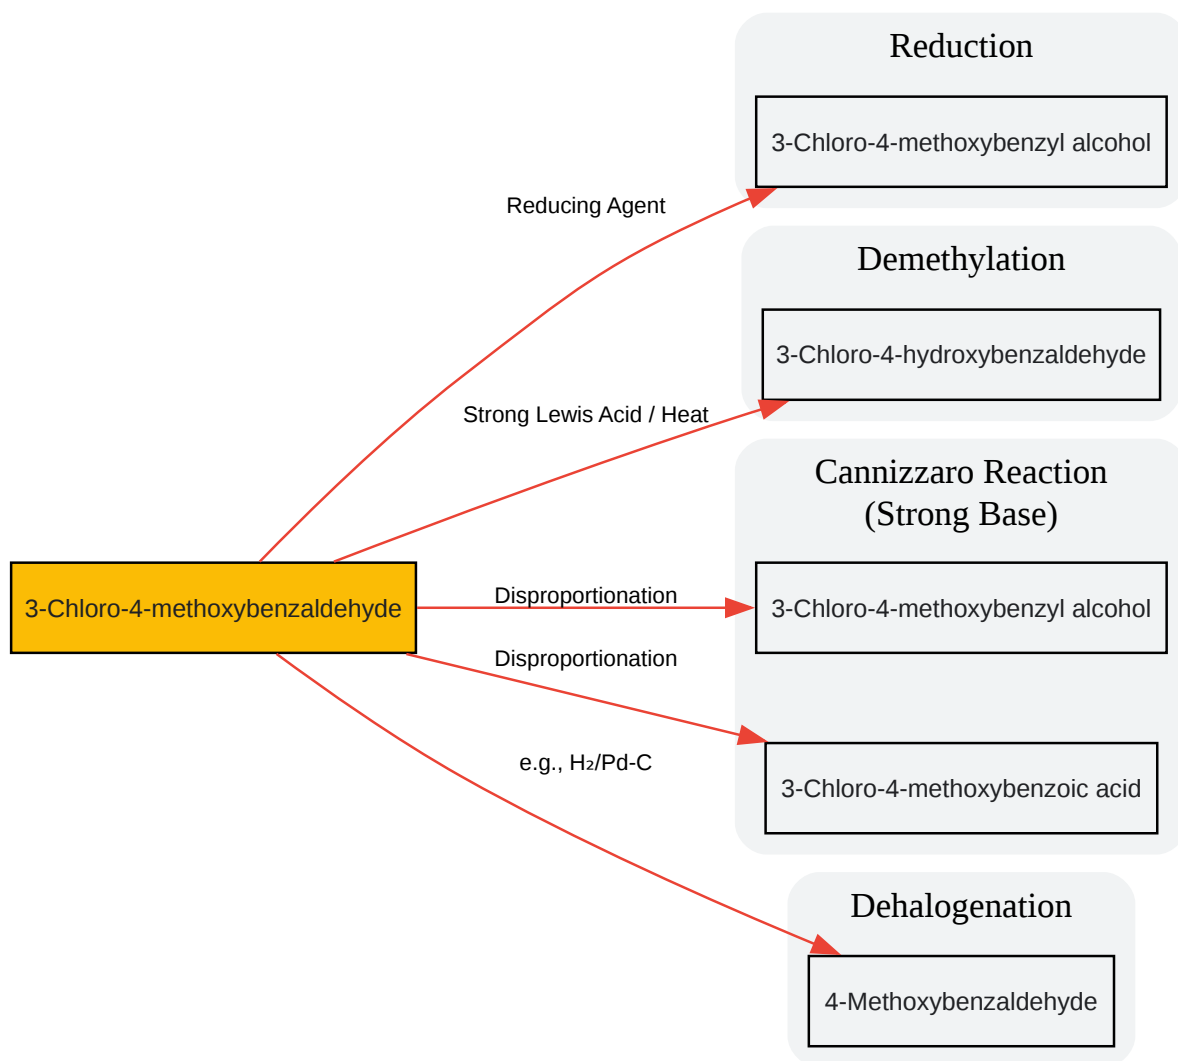 Reduction
3-Chloro-4-methoxybenzyl alcohol
Reducing Agent
Demethylation
3-Chloro-4-hydroxybenzaldehyde
Strong Lewis Acid / Heat
Cannizzaro Reaction
(Strong Base)
3-Chloro-4-methoxybenzaldehyde
Disproportionation
3-Chloro-4-methoxybenzyl alcohol
Disproportionation
3-Chloro-4-methoxybenzoic acid
e.g., H₂/Pd-C
Dehalogenation
4-Methoxybenzaldehyde